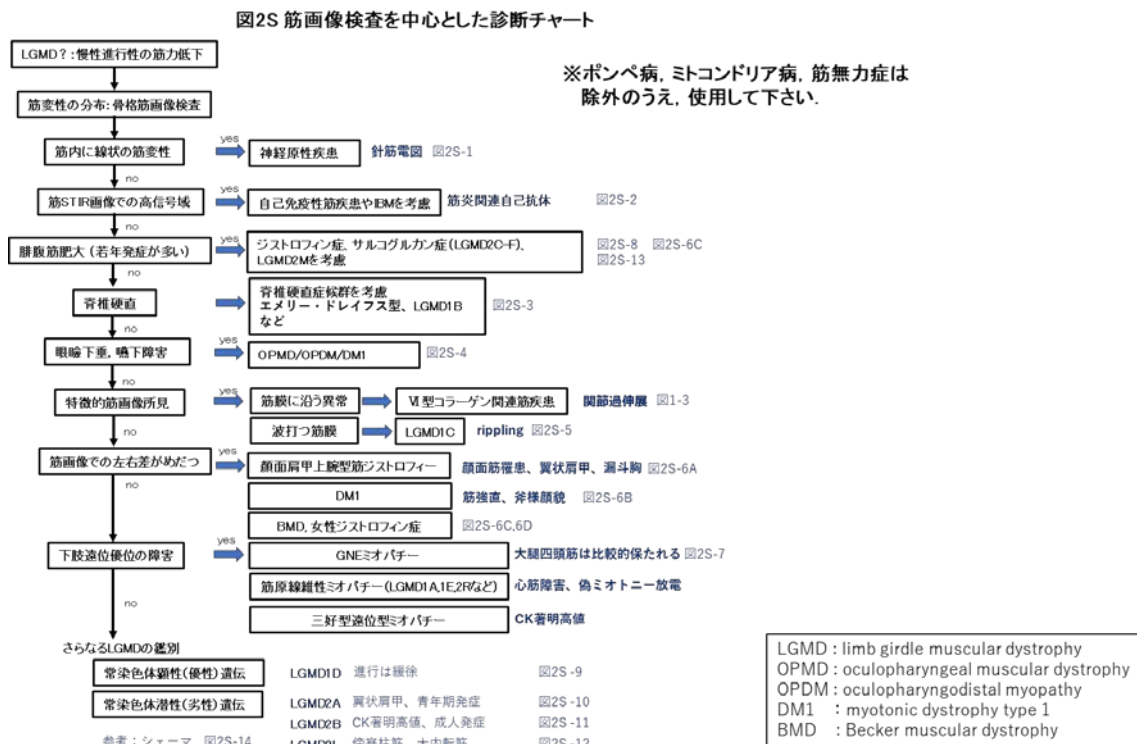 図2S 筋画像検査を中心とした診断チャート
※ポンペ病, ミトコンドリア病, 筋無力症は
除外のうえ, 使用して下さい.
LGMD？: 慢性進行性の筋力低下
筋変性の分布: 骨格筋画像検査
筋内に線状の筋変性 yes 神経原性疾患 針筋電図 図2S-1
no
筋STIR画像での高信号域 yes 自己免疫性筋疾患やIBMを考慮 筋炎関連自己抗体 図2S-2
no
腓腹筋肥大 (若年発症が多い) yes ジストロフィン症、サルコグルカン症(LGMD2C-F)、 図2S-8 図2S-6C
LGMD2Mを考慮 図2S-13
no
脊椎硬直 脊椎硬直症候群を考慮
エメリー・ドレイフス型、LGMD1B 図2S-3
など
no
眼瞼下垂, 嚥下障害 yes OPMD/OPDM/DM1 図2S-4
no
特徴的筋画像所見 yes 筋膜に沿う異常 Ⅵ型コラーゲン関連筋疾患 関節過伸展 図1-3
波打つ筋膜 LGMD1C rippling 図2S-5
no
筋画像での左右差がめだつ yes 顔面肩甲上腕型筋ジストロフィー 顔面筋罹患、翼状肩甲、漏斗胸 図2S-6A
no
DM1 筋強直、斧様顔貌 図2S-6B
BMD, 女性ジストロフィン症 図2S-6C,6D
下肢遠位優位の障害 yes GNEミオパチー 大腿四頭筋は比較的保たれる 図2S-7
筋原線維性ミオパチー(LGMD1A,1E,2Rなど) 心筋障害、偽ミオトニー放電
no
三好型遠位型ミオパチー CK著明高値
さらなるLGMDの鑑別
常染色体顕性(優性)遺伝 LGMD1D 進行は緩徐 図2S-9
常染色体潜性(劣性)遺伝 LGMD2A 翼状肩甲、青年期発症 図2S-10
LGMD2B CK著明高値、成人発症 図2S-11
参考：シェーマ 図2S-14 傍脊柱筋、大内転筋 図2S-12
LGMD : limb girdle muscular dystrophy
OPMD : oculopharyngeal muscular dystrophy
OPDM : oculopharyngodistal myopathy
DM1 : myotonic dystrophy type 1
BMD : Becker muscular dystrophy